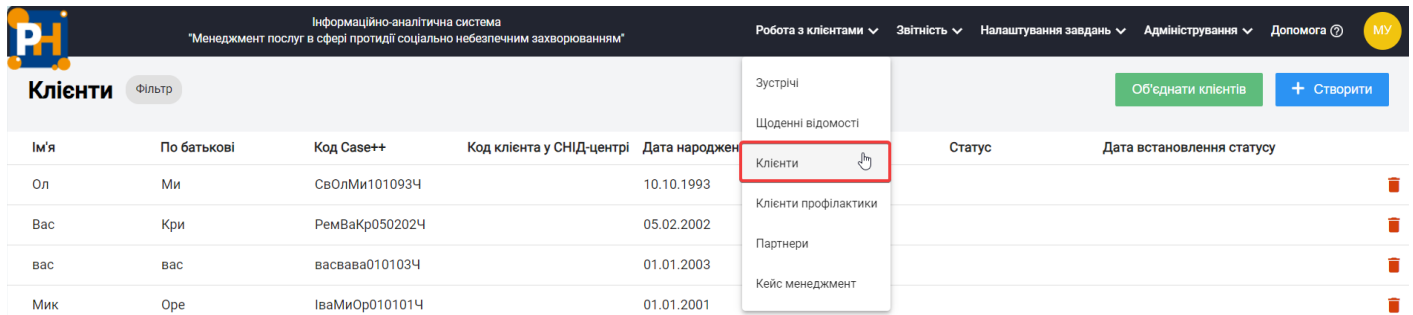 PH
Інформаційно-аналітична система
"Менеджмент послуг в сфері протидії соціально небезпечним захворюванням"
Робота з клієнтами Звітність Налаштування завдань Адміністрування Допомога МУ
Клієнти Фільтр Об'єднати клієнтів + Створити
Зустрічі
Щоденні відомості
Клієнти
Клієнти профілактики
Партнери
Кейс менеджмент
Ім'я По батькові Код Case++ Код клієнта у СНІД-центрі Дата народжен Статус Дата встановлення статусу
Ол Ми СвОлМи101093Ч 10.10.1993
Вас Кри РемВаКр050202Ч 05.02.2002
вас вас васвава010103Ч 01.01.2003
Мик Оре ІваМиОр010101Ч 01.01.2001